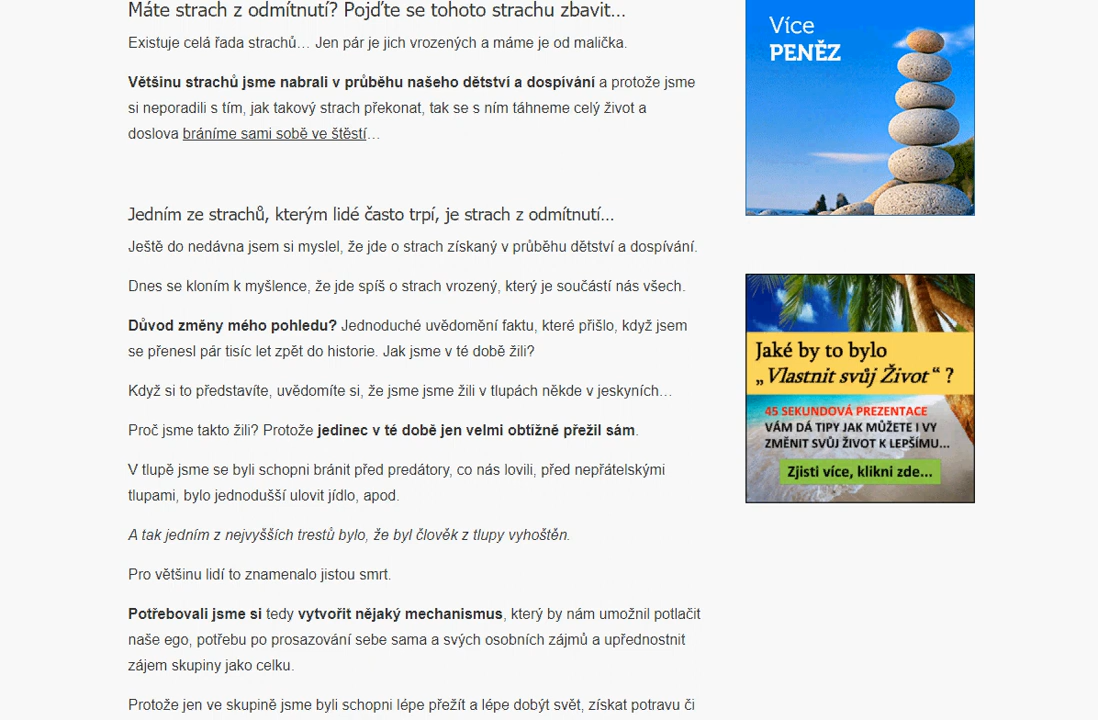 Máte strach z odmítnutí? Pojďte se tohoto strachu zbavit…
Existuje celá řada strachů… Jen pár je jich vrozených a máme je od malička.
Většinu strachů jsme nabrali v průběhu našeho dětství a dospívání a protože jsme
si neporadili s tím, jak takový strach překonat, tak se s ním táhneme celý život a
doslova bráníme sami sobě ve štěstí…
Jedním ze strachů, kterým lidé často trpí, je strach z odmítnutí…
Ještě do nedávna jsem si myslel, že jde o strach získaný v průběhu dětství a dospívání.
Dnes se kloním k myšlence, že jde spíš o strach vrozený, který je součástí nás všech.
Důvod změny mého pohledu? Jednoduché uvědomění faktu, které přišlo, když jsem
se přenesl pár tisíc let zpět do historie. Jak jsme v té době žili?
Když si to představíte, uvědomíte si, že jsme jsme žili v tlupách někde v jeskyních…
Proč jsme takto žili? Protože jedinec v té době jen velmi obtížně přežil sám.
V tlupě jsme se byli schopni bránit před predátory, co nás lovili, před nepřátelskými
tlupami, bylo jednodušší ulovit jídlo, apod.
A tak jedním z nejvyšších trestů bylo, že byl člověk z tlupy vyhoštěn.
Pro většinu lidí to znamenalo jistou smrt.
Potřebovali jsme si tedy vytvořit nějaký mechanismus, který by nám umožnil potlačit
naše ego, potřebu po prosazování sebe sama a svých osobních zájmů a upřednostnit
zájem skupiny jako celku.
Protože jen ve skupině jsme byli schopni lépe přežít a lépe dobýt svět, získat potravu či
Více
PENĚZ
Jaké by to bylo
„Vlastnit svůj Život“ ?
45 SEKUNDOVÁ PREZENTACE
VÁM DÁ TIPY JAK MŮŽETE I VY
ZMĚNIT SVŮJ ŽIVOT K LEPŠÍMU...
Zjisti více, klikni zde...